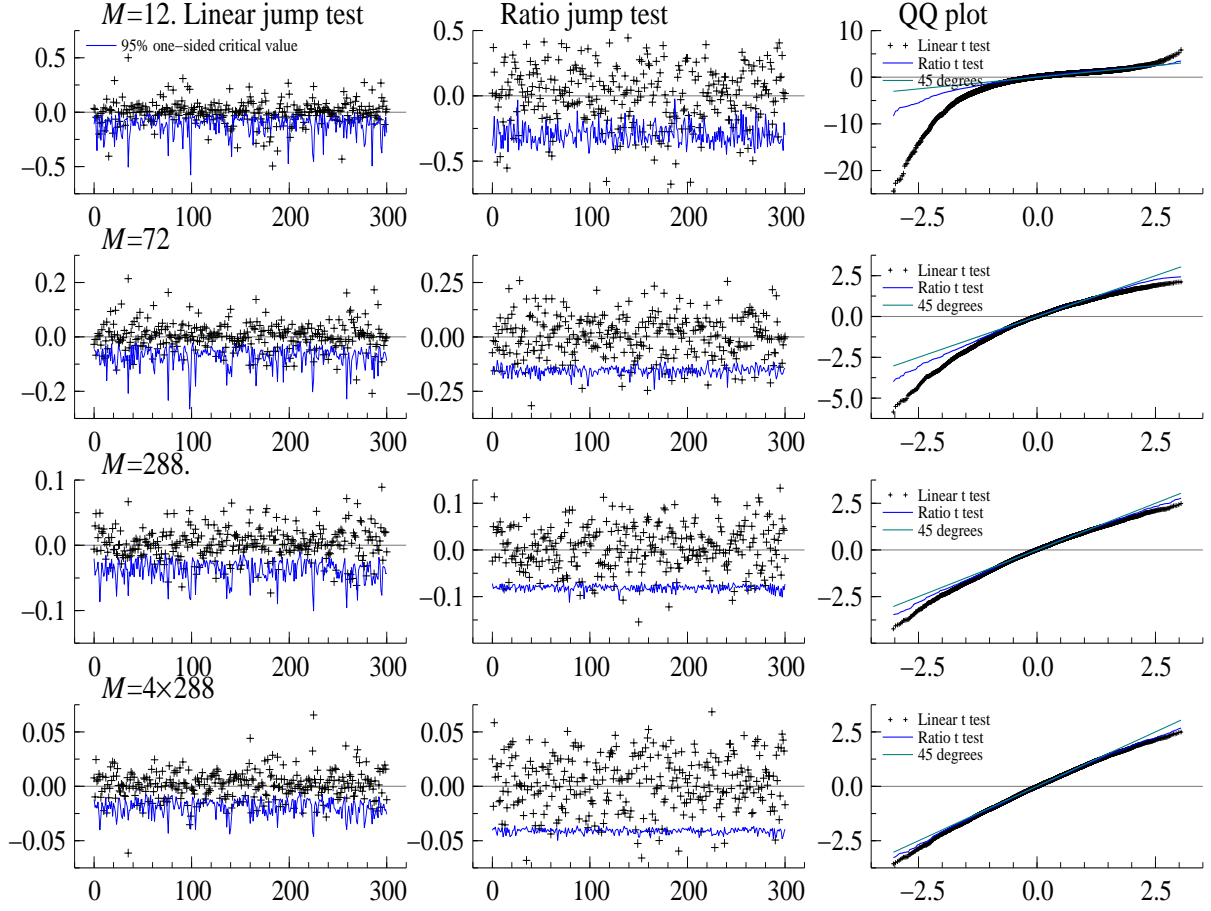 M=12. Linear jump test
Ratio jump test
QQ plot
0.5
0.0
−0.5
0 100 200 300
95% one−sided critical value
0.5
0.0
−0.5
0 100 200 300
10
0
−10
−20
−2.5 0.0 2.5
Linear t test
Ratio t test
45 degrees
M=72
0.2
0.0
−0.2
0 100 200 300
0.25
0.00
−0.25
0 100 200 300
2.5
0.0
−2.5
−5.0
−2.5 0.0 2.5
Linear t test
Ratio t test
45 degrees
M=288.
0.1
0.0
−0.1
0 100 200 300
0.1
0.0
−0.1
0 100 200 300
2.5
0.0
−2.5
−2.5 0.0 2.5
Linear t test
Ratio t test
45 degrees
M=4×288
0.05
0.00
−0.05
0 100 200 300
0.05
0.00
−0.05
0 100 200 300
2.5
0.0
−2.5
−2.5 0.0 2.5
Linear t test
Ratio t test
45 degrees